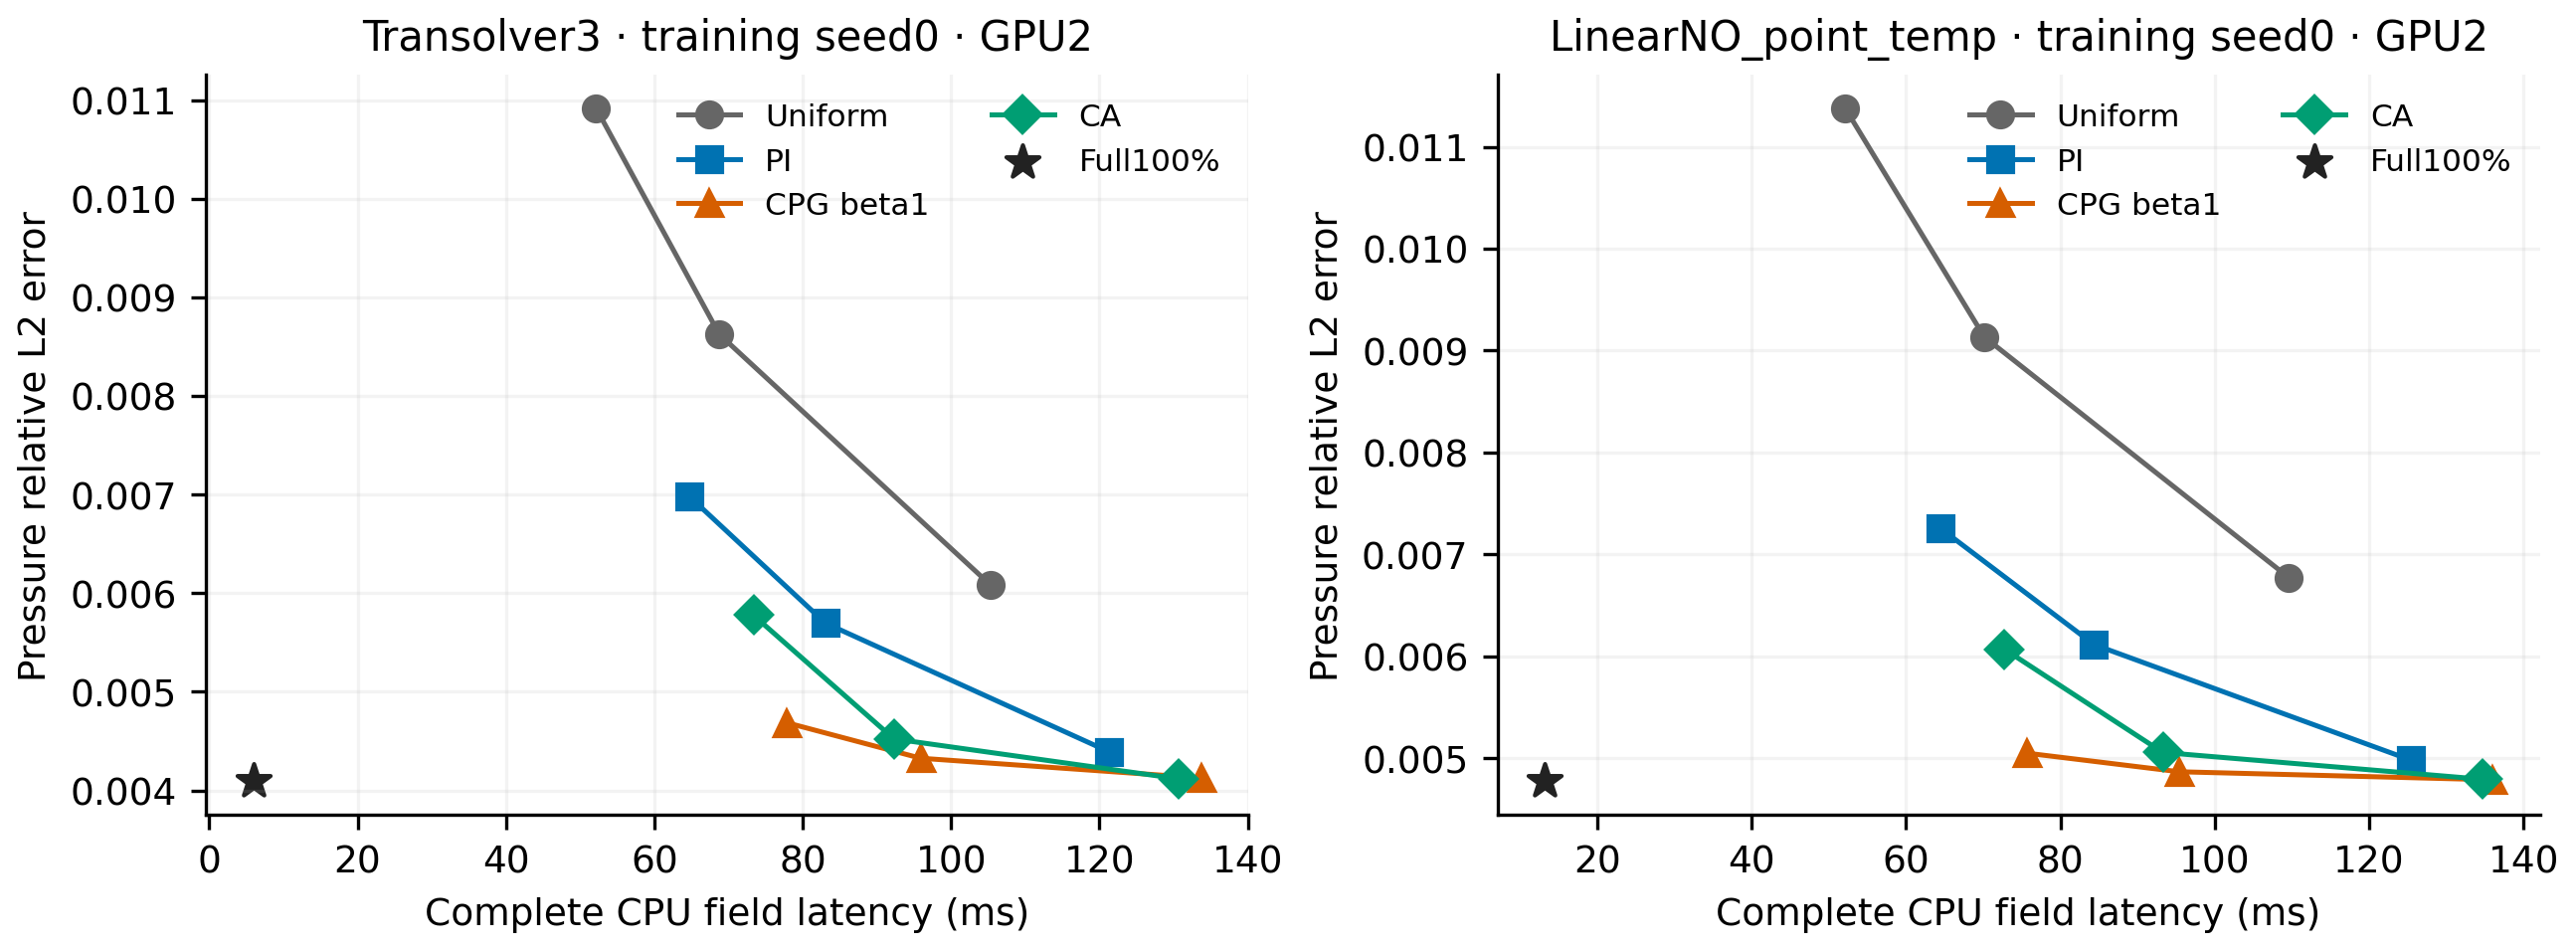 Transolver3 · training seed0 · GPU2
Pressure relative L2 error
0.011
0.010
0.009
0.008
0.007
0.006
0.005
0.004
Uniform
PI
CPG beta1
CA
Full100%
0 20 40 60 80 100 120 140
Complete CPU field latency (ms)
LinearNO_point_temp · training seed0 · GPU2
Pressure relative L2 error
0.011
0.010
0.009
0.008
0.007
0.006
0.005
Uniform
PI
CPG beta1
CA
Full100%
20 40 60 80 100 120 140
Complete CPU field latency (ms)